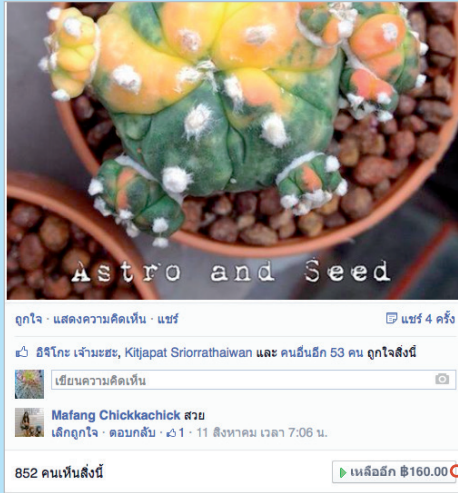 Astro and Seed
ถูกใจ · แสดงความคิดเห็น · แชร์ แชร์ 4 ครั้ง
อิจิโกะ เจ้ามะฮะ, Kitjapat Sriorrathaiwan และ คนอื่นอีก 53 คน ถูกใจสิ่งนี้
เขียนความคิดเห็น
Mafang Chickkachick สวย
เลิกถูกใจ · ตอบกลับ · 1 · 11 สิงหาคม เวลา 7:06 น.
852 คนเห็นสิ่งนี้ เหลืออีก ฿160.00